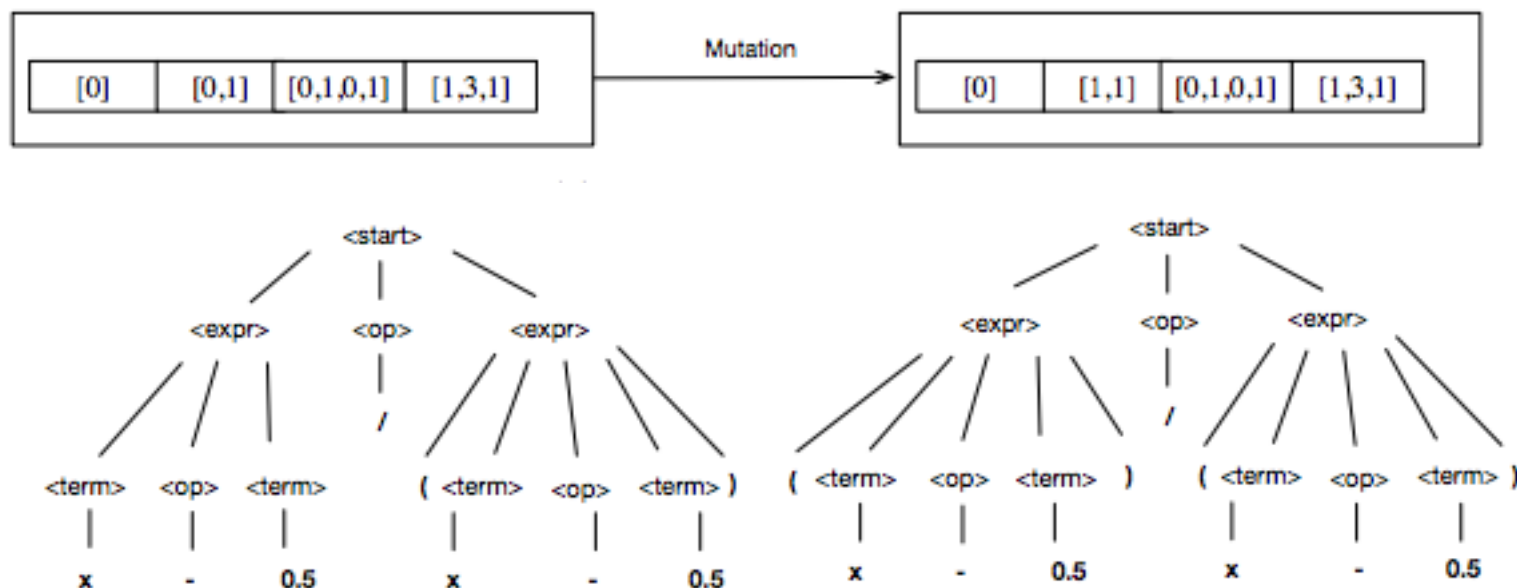 Mutation
[0] [0,1] [0,1,0,1] [1,3,1] [0] [1,1] [0,1,0,1] [1,3,1]
<start> <start>
<expr> <op> <expr> <expr> <op> <expr>
/ /
<term> <op> <term> ( <term> <op> <term> ) ( <term> <op> <term> ) ( <term> <op> <term> )
x - 0.5 x - 0.5 x - 0.5 x - 0.5